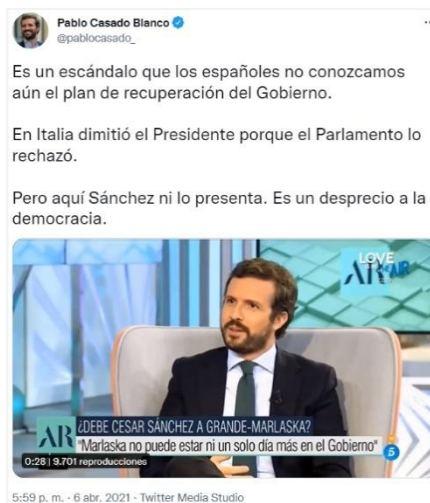 Pablo Casado Blanco
@pablocasado_
Es un escándalo que los españoles no conozcamos
aún el plan de recuperación del Gobierno.
En Italia dimitió el Presidente porque el Parlamento lo
rechazó.
Pero aquí Sánchez ni lo presenta. Es un desprecio a la
democracia.
LOVE
AR
AR
¿DEBE CESAR SÁNCHEZ A GRANDE-MARLASKA?
"Marlaska no puede estar ni un solo día más en el Gobierno"
5
0:28 | 9.701 reproducciones
5:59 p. m. · 6 abr. 2021 · Twitter Media Studio